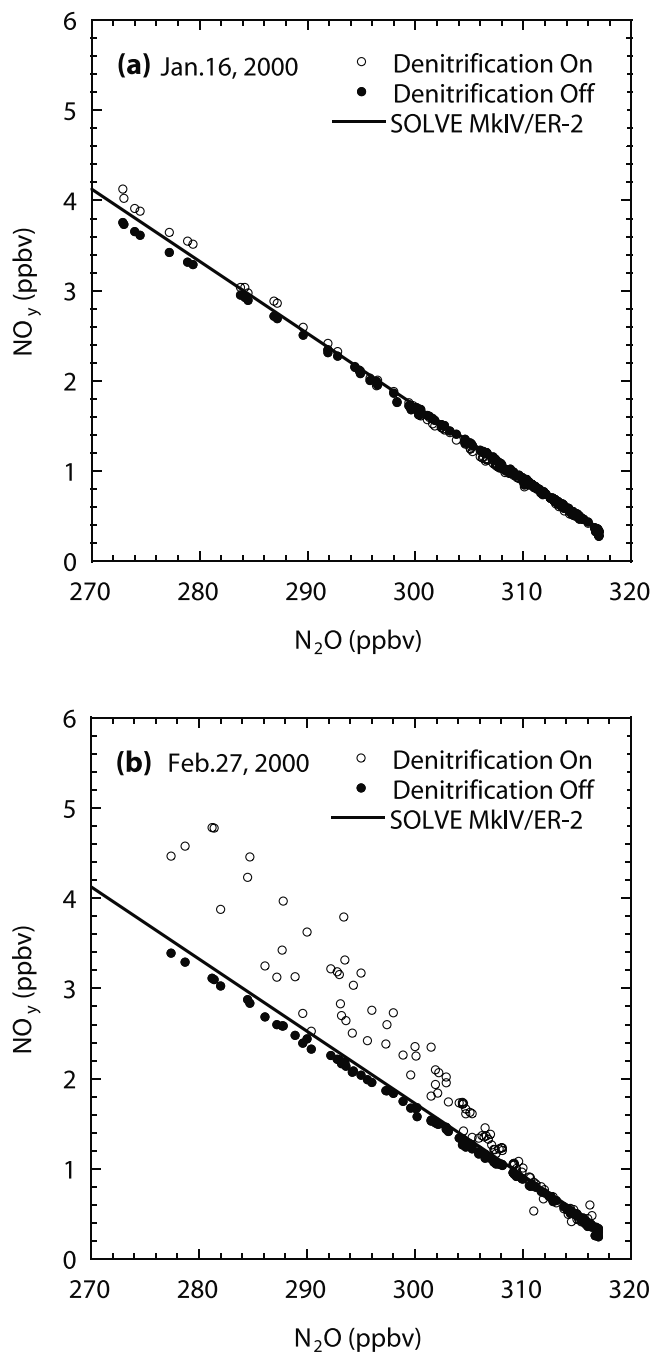 (a) Jan.16, 2000
Denitrification On
Denitrification Off
SOLVE MkIV/ER-2
6
5
4
3
2
1
0
NOy (ppbv)
270 280 290 300 310 320
N2O (ppbv)
(b) Feb.27, 2000
Denitrification On
Denitrification Off
SOLVE MkIV/ER-2
6
5
4
3
2
1
0
NOy (ppbv)
270 280 290 300 310 320
N2O (ppbv)